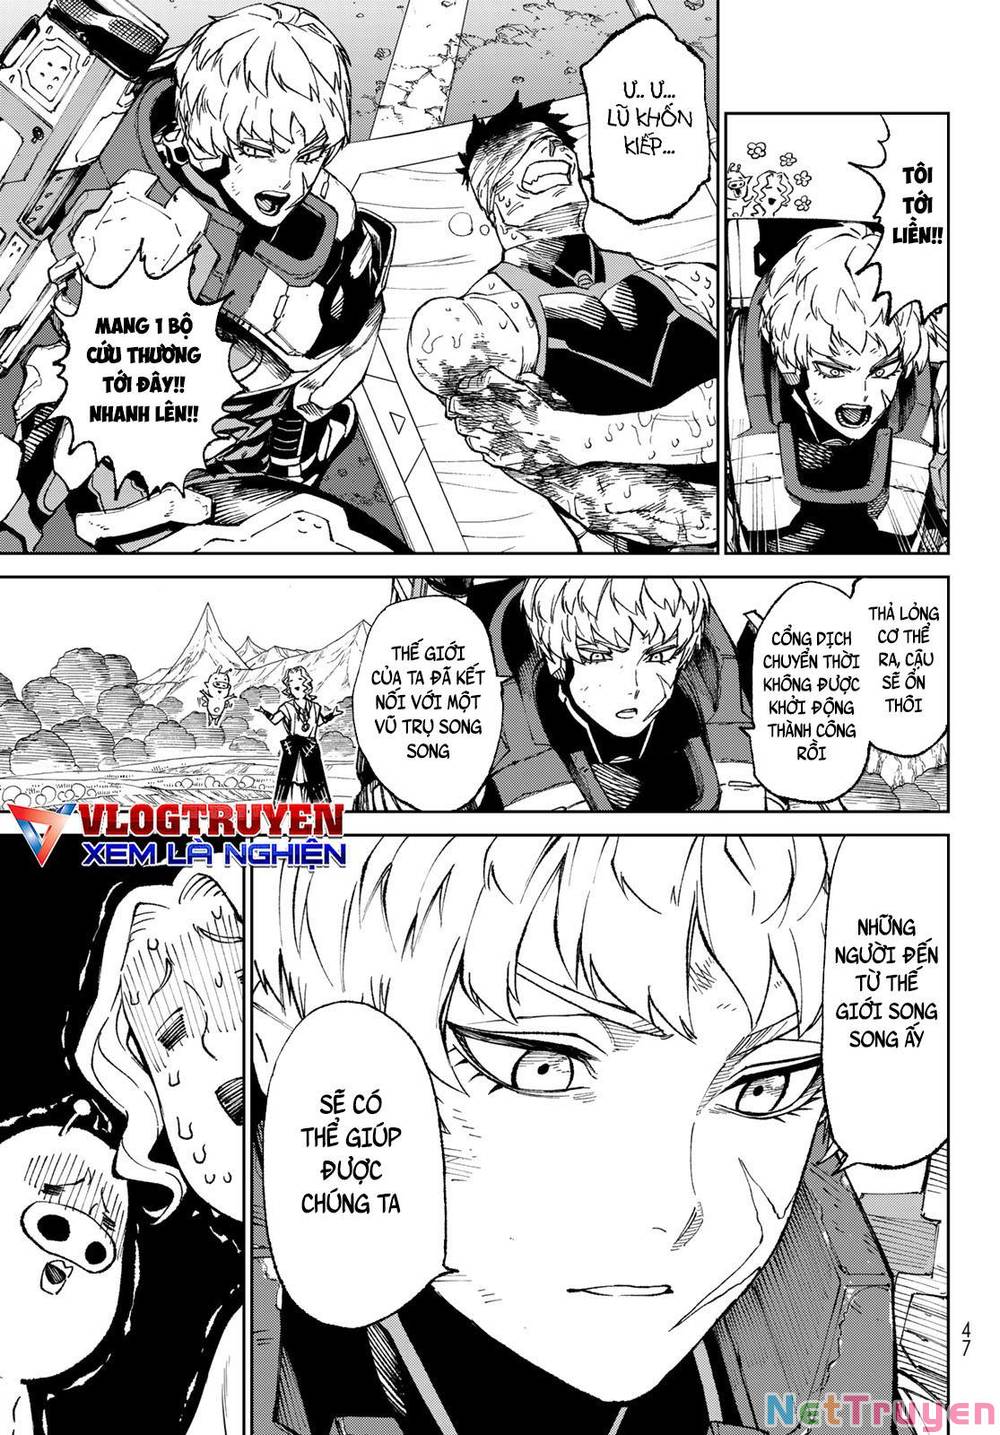 TÔI
TỚI
LIỀN!!
Ư.. Ư...
LŨ KHỐN
KIẾP...
MANG 1 BỘ
CỨU THƯƠNG
TỚI ĐÂY!!
NHANH LÊN!!
THẢ LỎNG
CƠ THỂ
RA, CẬU
SẼ ỔN
THÔI
CỔNG DỊCH
CHUYỂN THỜI
KHÔNG ĐƯỢC
KHỞI ĐỘNG
THÀNH CÔNG
RỒI
THẾ GIỚI
CỦA TA ĐÃ KẾT
NỐI VỚI MỘT
VŨ TRỤ SONG
SONG
VLOGTRUYEN
XEM LÀ NGHIỆN
NHỮNG
NGƯỜI ĐẾN
TỪ THẾ
GIỚI SONG
SONG ẤY
SẼ CÓ
THỂ GIÚP
ĐƯỢC
CHÚNG TA
47
NetTruyen